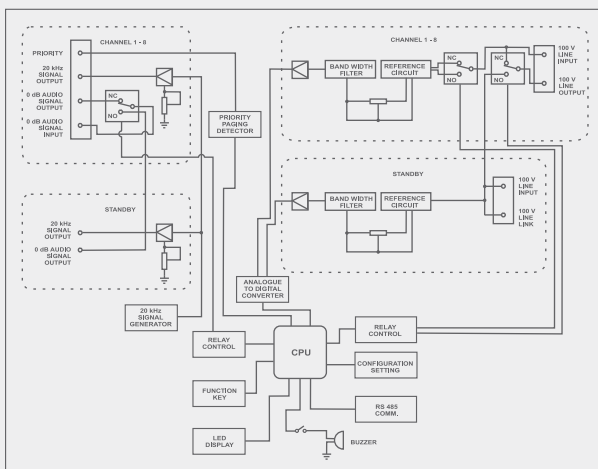 CHANNEL 1 - 8
PRIORITY
20 kHz
SIGNAL
OUTPUT
0 dB AUDIO
SIGNAL
OUTPUT
0 dB AUDIO
SIGNAL
INPUT
NC
NO
PRIORITY
PAGING
DETECTOR
STANDBY
20 kHz
SIGNAL
OUTPUT
0 dB AUDIO
SIGNAL
OUTPUT
CHANNEL 1 - 8
BAND WIDTH
FILTER
REFERENCE
CIRCUIT
NC
NO
NC
NO
100 V
LINE
INPUT
100 V
LINE
OUTPUT
STANDBY
BAND WIDTH
FILTER
REFERENCE
CIRCUIT
100 V
LINE
INPUT
100 V
LINE
LINK
ANALOGUE
TO DIGITAL
CONVERTER
20 kHz
SIGNAL
GENERATOR
RELAY
CONTROL
CPU
RELAY
CONTROL
CONFIGURATION
SETTING
FUNCTION
KEY
RS 485
COMM.
LED
DISPLAY
BUZZER